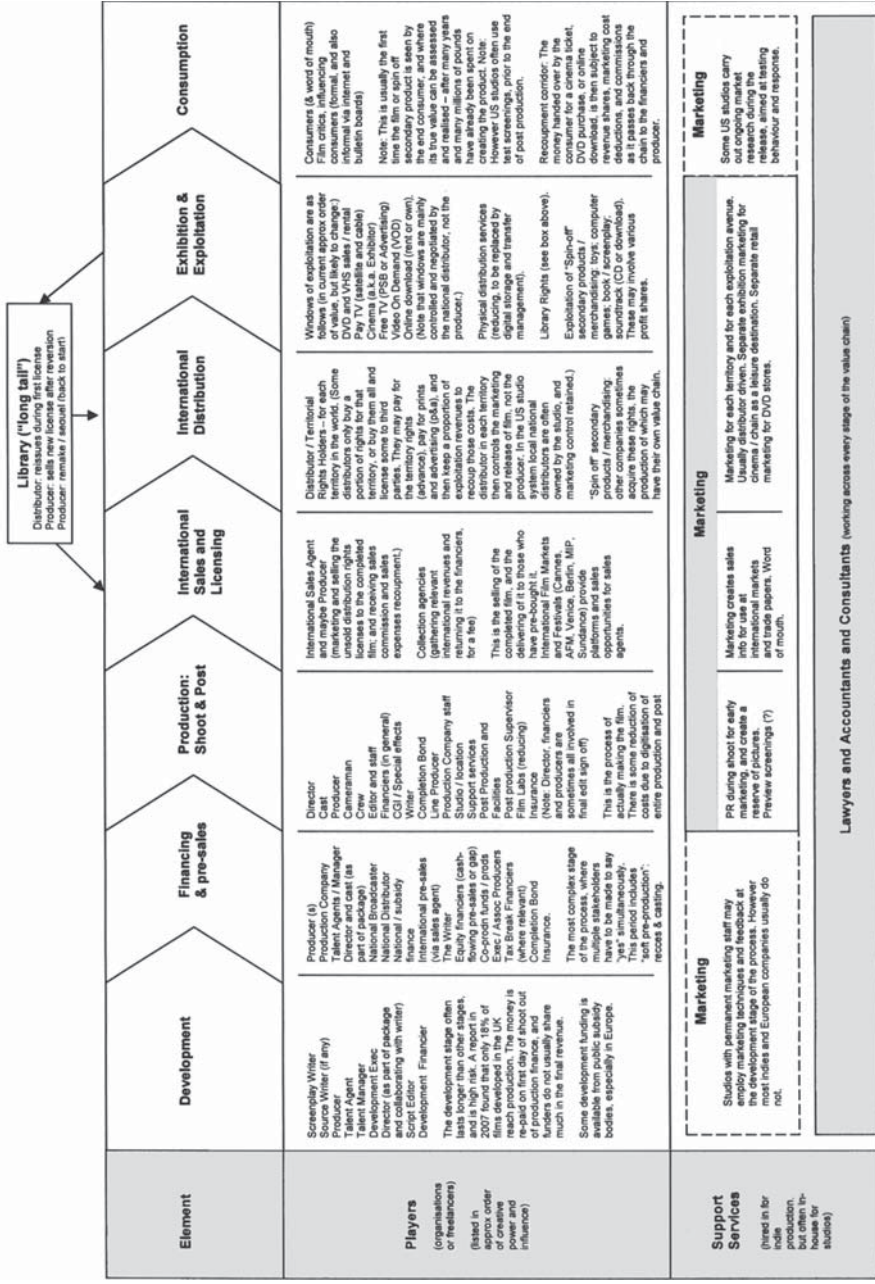 Library ("long tail")
Distributor: reissues during first license
Producer: sells new license after reversion
Producer: remake / sequel (back to start)
Element
Development
Financing
& pre-sales
Production:
Shoot & Post
International
Sales and
Licensing
International
Distribution
Exhibition &
Exploitation
Consumption
Players
(organisations
or freelancers)
(listed in
approx order
of creative
power and
influence)
Screenplay Writer
Source Writer (if any)
Producer
Talent Agent
Talent Manager
Development Exec
Director (as part of package
and collaborating with writer)
Script Editor
Development Financier
The development stage often
lasts longer than other stages,
and is high risk. A report in
2007 found that only 18% of
films developed in the UK
reach production. The money is
re-paid on first day of shoot out
of production finance, and
funders do not usually share
much in the final revenue.
Some development funding is
available from public subsidy
bodies, especially in Europe.
Producer (s)
Production Company
Talent Agents / Manager
Director and cast (as
part of package)
National Broadcaster
National Distributor
National / subsidy
finance
International pre-sales
(via sales agent)
The Writer
Equity financiers (cash-
flowing pre-sales or gap)
Co-prodn funds / prods
Exec / Assoc Producers
Tax Break Financiers
(where relevant)
Completion Bond
Insurance.
The most complex stage
of the process, where
multiple stakeholders
have to be made to say
"yes" simultaneously.
This period includes
"soft pre-production":
recces & casting.
Director
Cast
Producer
Cameraman
Crew
Editor and staff
Financiers (in general)
CGI / Special effects
Writer
Completion Bond
Line Producer
Production Company staff
Studio / location
Support services
Post Production and
Facilities
Post production Supervisor
Film Labs (reducing)
Insurance
(Note: Director, financiers
and producers are
sometimes all involved in
final edit sign off)
This is the process of
actually making the film.
There is some reduction of
costs due to digitisation of
entire production and post
International Sales Agent
and maybe Producer
(marketing and selling the
unsold distribution rights
licenses to the completed
film; and receiving sales
commission and sales
expenses recoupment.)
Collection agencies
(gathering relevant
international revenues and
returning it to the financiers,
for a fee)
This is the selling of the
completed film, and the
delivering of it to those who
have pre-bought it.
International Film Markets
and Festivals (Cannes,
AFM, Venice, Berlin, MIP,
Sundance) provide
platforms and sales
opportunities for sales
agents.
Distributor / Territorial
Rights Holders – for each
territory in the world. (Some
distributors only buy a
portion of rights for that
territory, or buy them all and
license some to third
parties. They may pay for
the territory rights
(advance), pay for prints
and advertising (p&a), and
then keep a proportion of
exploitation revenues to
recoup those costs. The
distributor in each territory
then controls the marketing
and release of film, not the
producer. In the US studio
system local national
distributors are often
owned by the studio, and
marketing control retained.)
"Spin off" secondary
products / merchandising:
other companies sometimes
acquire these rights, the
production of which may
have their own value chain.
Windows of exploitation are as
follows (in current approx order
of value, but likely to change:)
DVD and VHS sales / rental
Pay TV (satellite and cable)
Cinema (a.k.a. Exhibitor)
Free TV (PSB or Advertising)
Video On Demand (VOD)
Online download (rent or own).
(Note that windows are mainly
controlled and negotiated by
the national distributor, not the
producer.)
Physical distribution services
(reducing, to be replaced by
digital storage and transfer
management).
Library Rights (see box above).
Exploitation of "Spin-off"
secondary products /
merchandising: toys; computer
games; book / screenplay;
soundtrack (CD or download).
These may involve various
profit shares.
Consumers (& word of mouth)
Film critics, influencing
consumers (formal, and also
informal via internet and
bulletin boards)
Note: This is usually the first
time the film or spin off
secondary product is seen by
the end consumer, and where
its true value can be assessed
and realised – after many years
and many millions of pounds
have already been spent on
creating the product. Note:
However US studios often use
test screenings, prior to the end
of post production.
Recoupment corridor: The
money handed over by the
consumer for a cinema ticket,
DVD purchase, or online
download, is then subject to
revenue shares, marketing cost
deductions, and commissions
as it passes back through the
chain to the financiers and
producer.
Support
Services
(hired in for
indie
production,
but often in-
house for
studios)
Marketing
Studios with permanent marketing staff may
employ marketing techniques and feedback at
the development stage of the process. However
most indies and European companies usually do
not.
Marketing
PR during shoot for early
marketing, and create a
reserve of pictures.
Preview screenings (?)
Marketing creates sales
info for use at
international markets
and trade papers. Word
of mouth.
Marketing for each territory and for each exploitation avenue.
Usually distributor driven. Separate exhibition marketing for
cinema / chain as a leisure destination. Separate retail
marketing for DVD stores.
Marketing
Some US studios carry
out ongoing market
research during the
release, aimed at testing
behaviour and response.
Lawyers and Accountants and Consultants (working across every stage of the value chain)